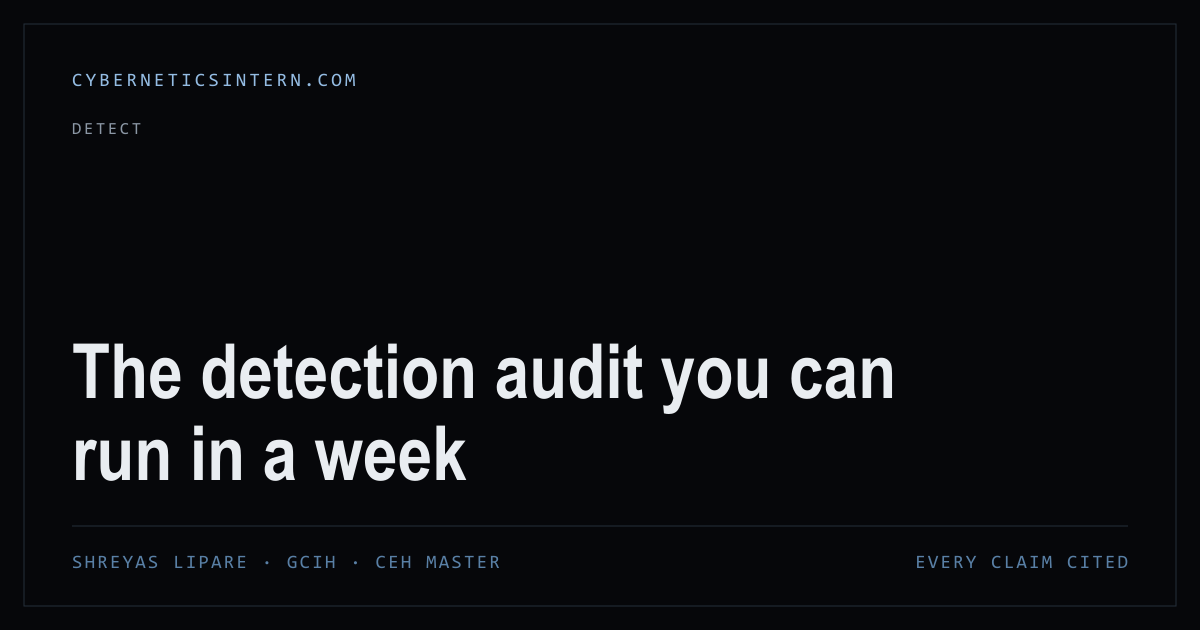 CYBERNETICSINTERN.COM
DETECT
The detection audit you can
run in a week
SHREYAS LIPARE · GCIH · CEH MASTER
EVERY CLAIM CITED